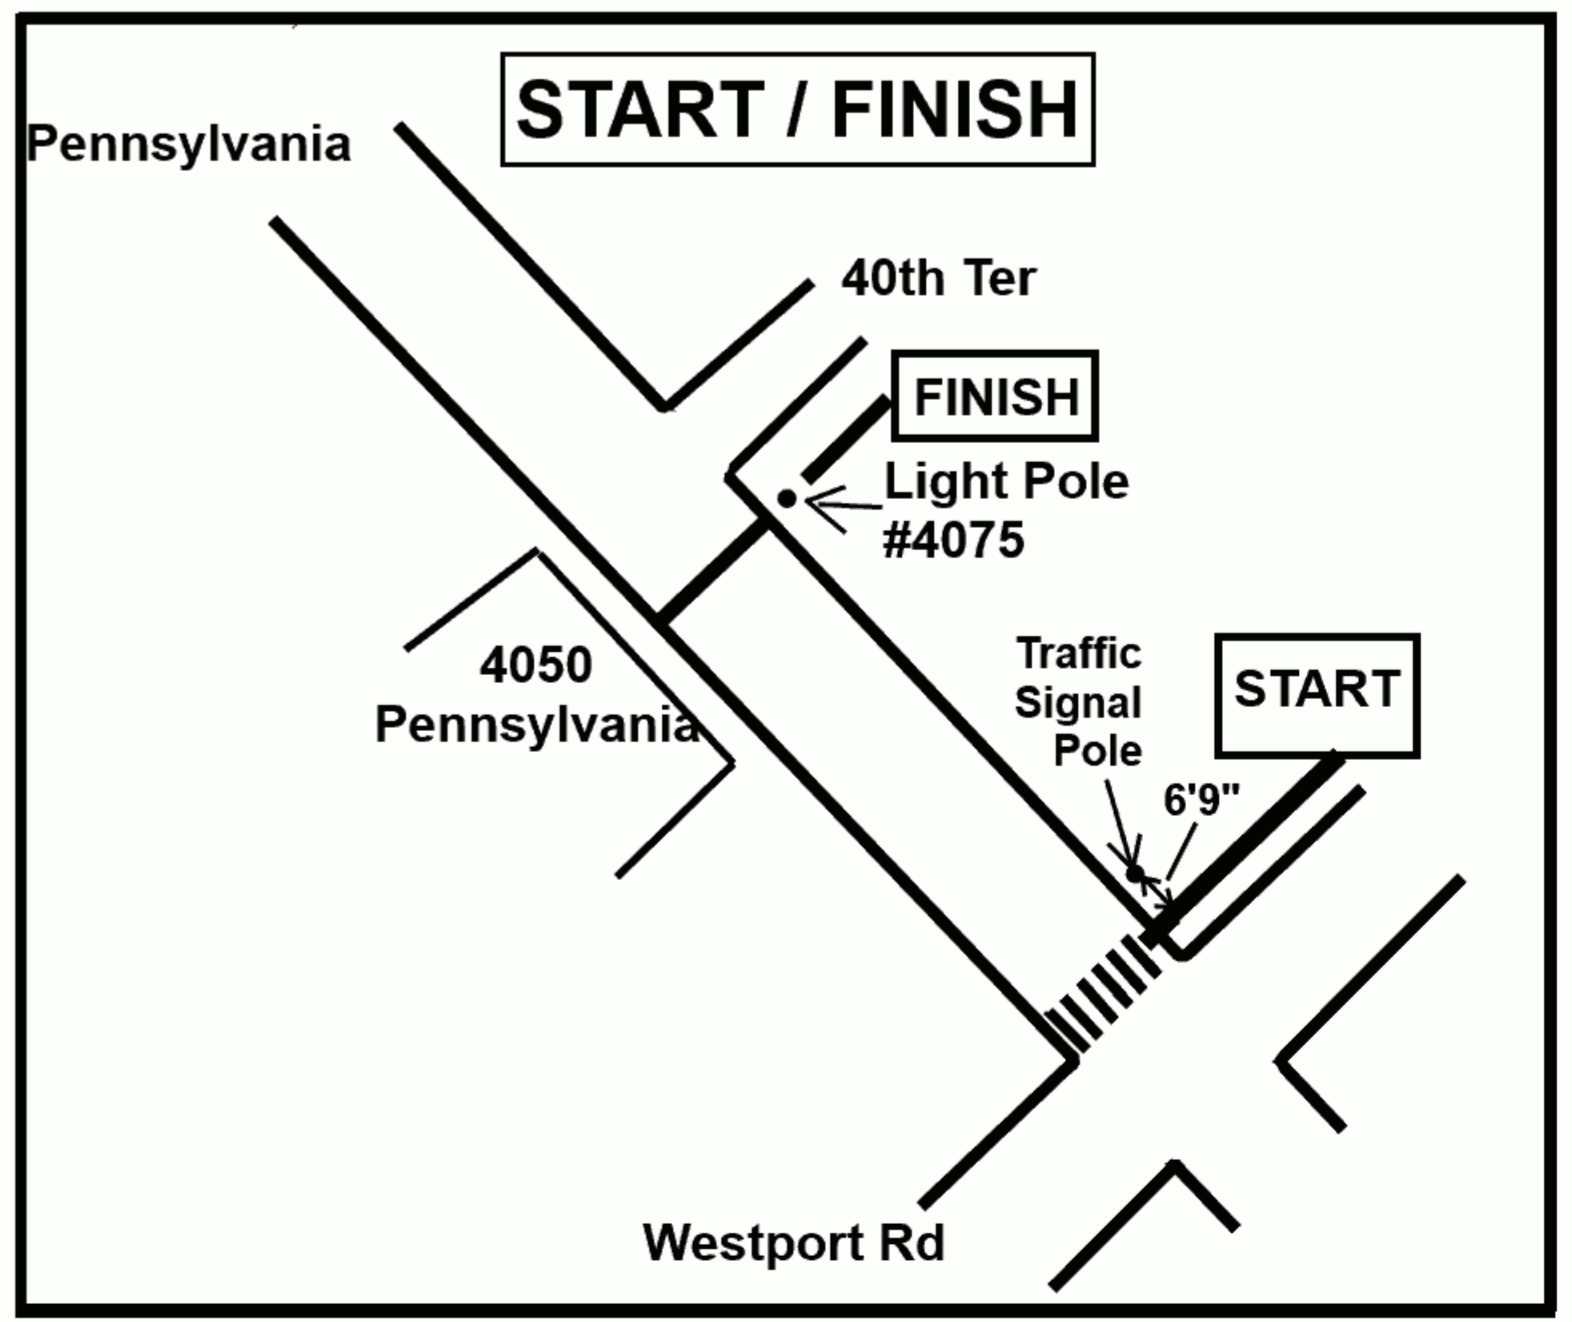 START / FINISH
Pennsylvania
40th Ter
FINISH
Light Pole
#4075
4050
Pennsylvania
Traffic
Signal
Pole
START
6'9"
Westport Rd